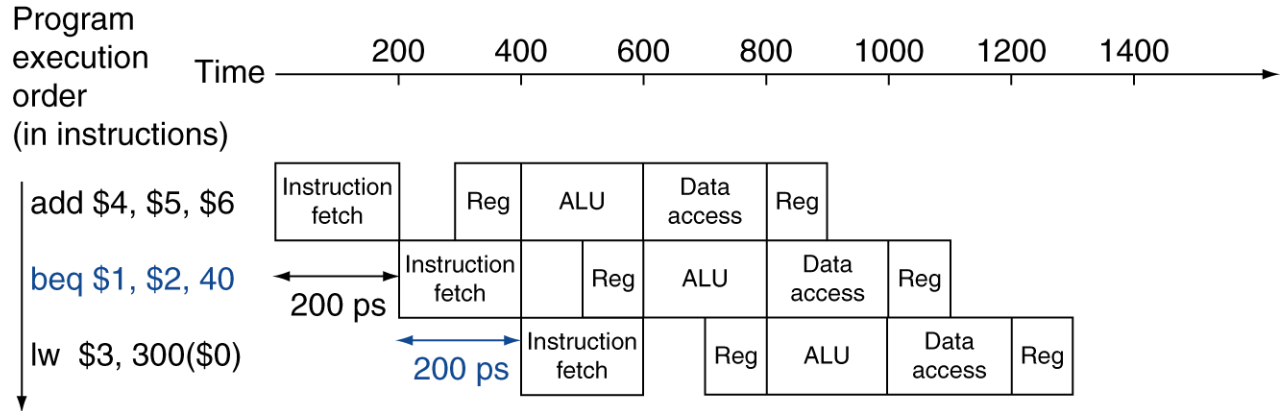 Program
execution
order
(in instructions)
Time
200 400 600 800 1000 1200 1400
add $4, $5, $6
Instruction
fetch
Reg
ALU
Data
access
Reg
beq $1, $2, 40
200 ps
Instruction
fetch
Reg
ALU
Data
access
Reg
lw $3, 300($0)
200 ps
Instruction
fetch
Reg
ALU
Data
access
Reg